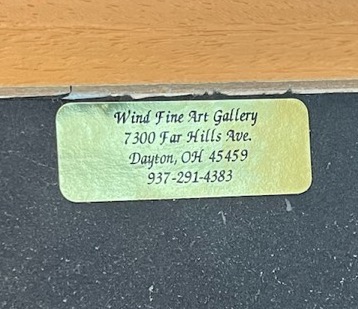 Wind Fine Art Gallery
7300 Far Hills Ave.
Dayton, OH 45459
937-291-4383